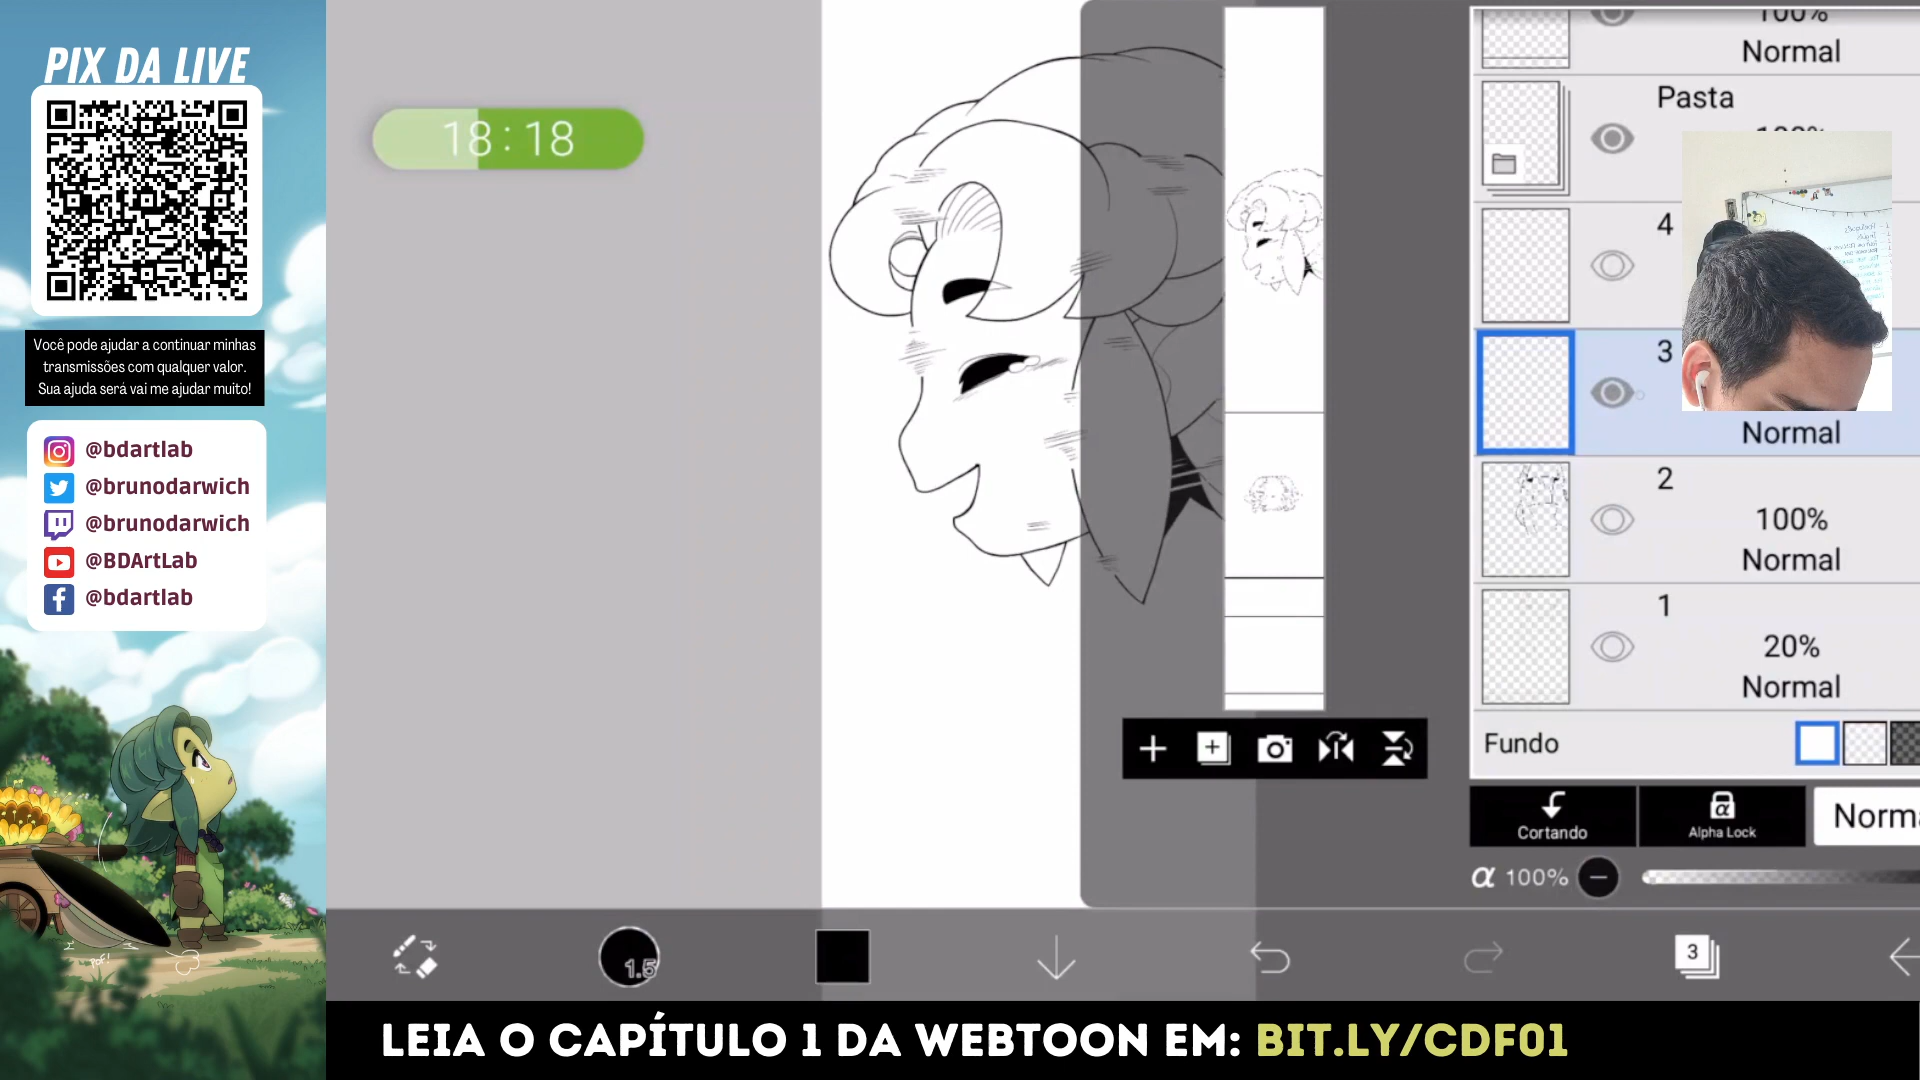 PIX DA LIVE
Você pode ajudar a continuar minhas
transmissões com qualquer valor.
Sua ajuda será vai me ajudar muito!
@bdartlab
@brunodarwich
@brunodarwich
@BDArtLab
@bdartlab
POF!
18:18
100%
Normal
Pasta
4
3
Normal
2
100%
Normal
1
20%
Normal
Fundo
Cortando
Alpha Lock
α 100%
1.5
3
LEIA O CAPÍTULO 1 DA WEBTOON EM: BIT.LY/CDF01